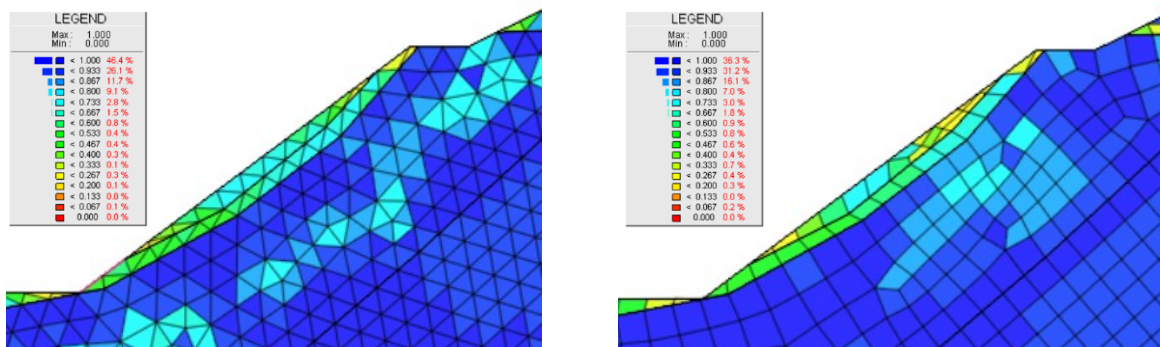 LEGEND
Max : 1.000
Min : 0.000
< 1.000 46.4 %
< 0.933 26.1 %
< 0.867 11.7 %
< 0.800 9.1 %
< 0.733 2.8 %
< 0.667 1.5 %
< 0.600 0.8 %
< 0.533 0.4 %
< 0.467 0.4 %
< 0.400 0.3 %
< 0.333 0.1 %
< 0.267 0.3 %
< 0.200 0.1 %
< 0.133 0.0 %
< 0.067 0.1 %
0.000 0.0 %
LEGEND
Max : 1.000
Min : 0.000
< 1.000 36.3 %
< 0.933 31.2 %
< 0.867 16.1 %
< 0.800 7.0 %
< 0.733 3.0 %
< 0.667 1.8 %
< 0.600 0.9 %
< 0.533 0.8 %
< 0.467 0.6 %
< 0.400 0.4 %
< 0.333 0.7 %
< 0.267 0.4 %
< 0.200 0.3 %
< 0.133 0.0 %
< 0.067 0.2 %
0.000 0.0 %